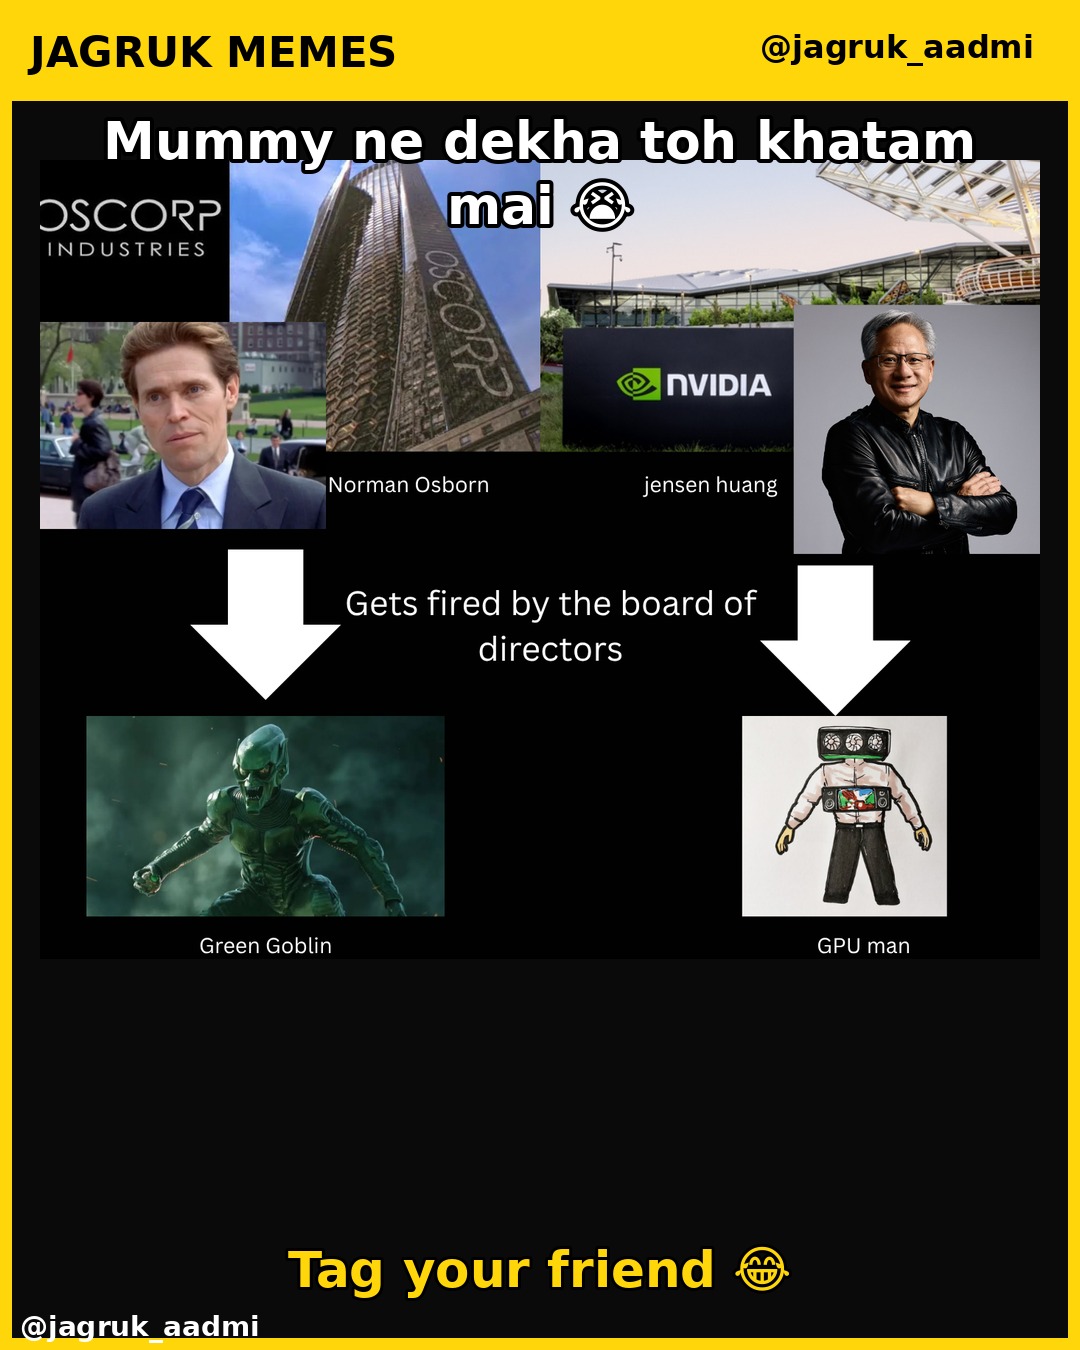 JAGRUK MEMES
@jagruk_aadmi
Mummy ne dekha toh khatam
mai 😭
OSCORP
INDUSTRIES
OSCORP
NVIDIA
Norman Osborn
jensen huang
Gets fired by the board of
directors
Green Goblin
GPU man
Tag your friend 😂
@jagruk_aadmi